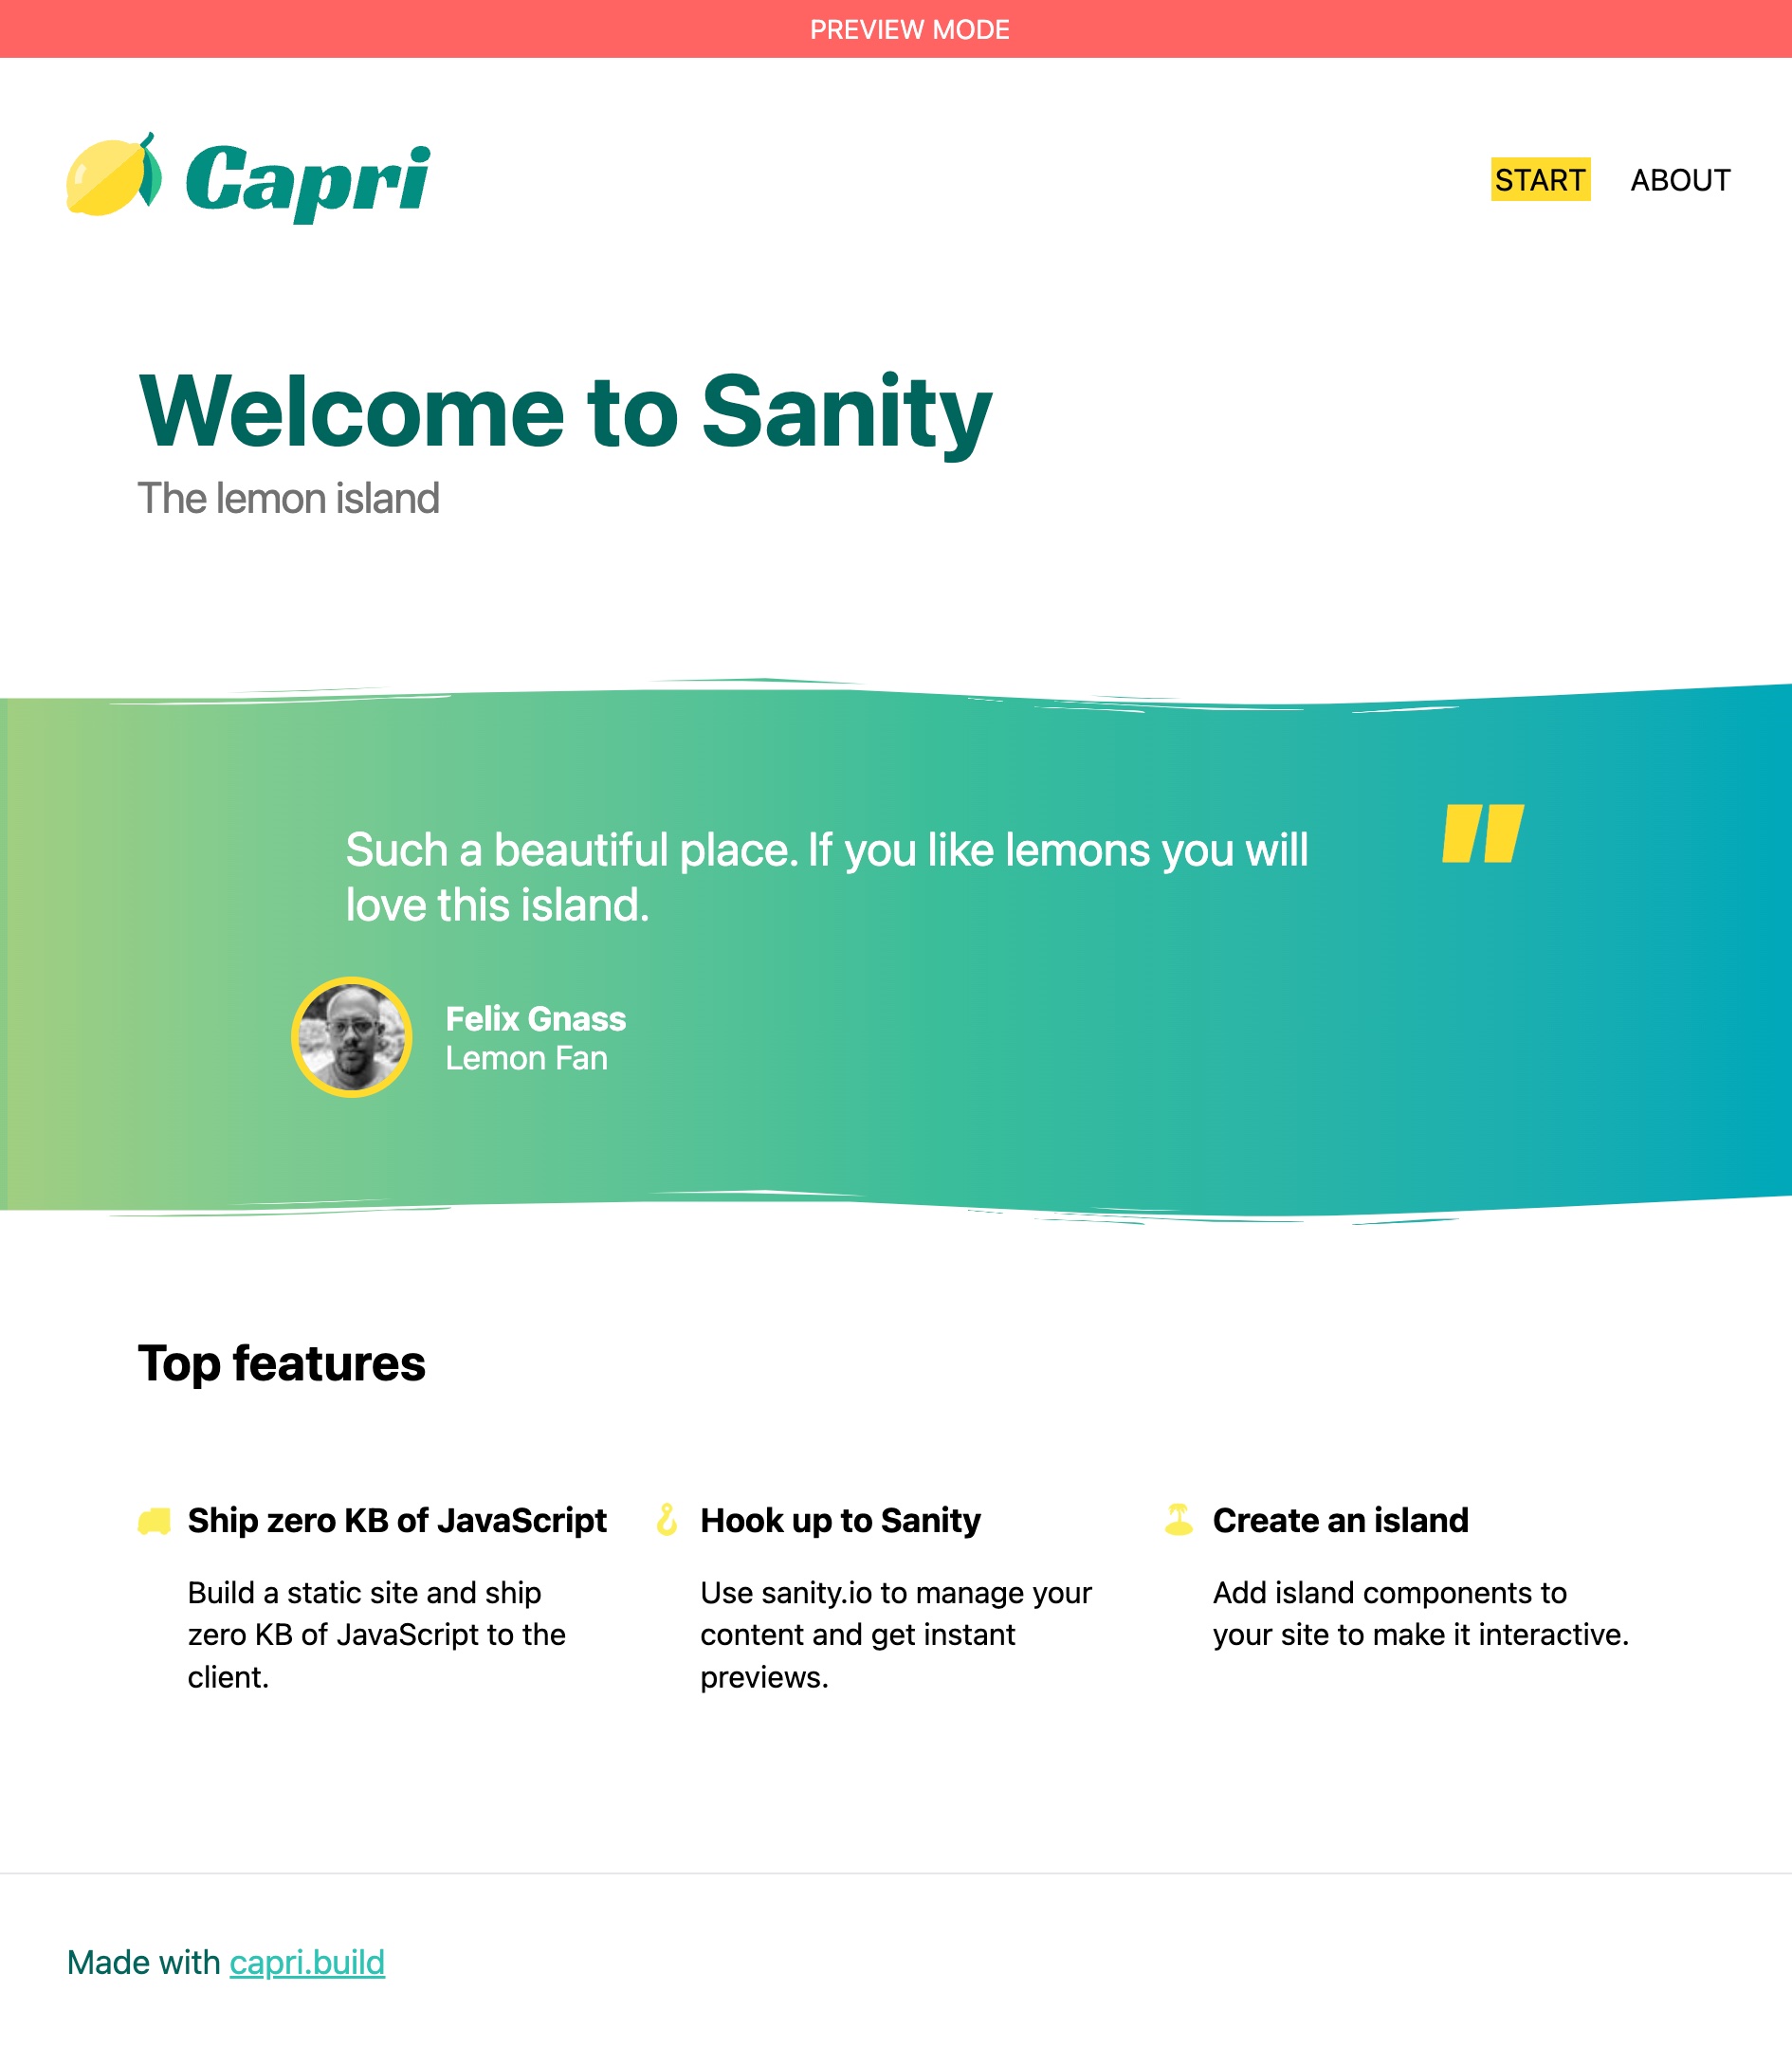 PREVIEW MODE
Capri
START ABOUT
Welcome to Sanity
The lemon island
"
Such a beautiful place. If you like lemons you will
love this island.
Felix Gnass
Lemon Fan
Top features
Ship zero KB of JavaScript
Build a static site and ship
zero KB of JavaScript to the
client.
Hook up to Sanity
Use sanity.io to manage your
content and get instant
previews.
Create an island
Add island components to
your site to make it interactive.
Made with capri.build